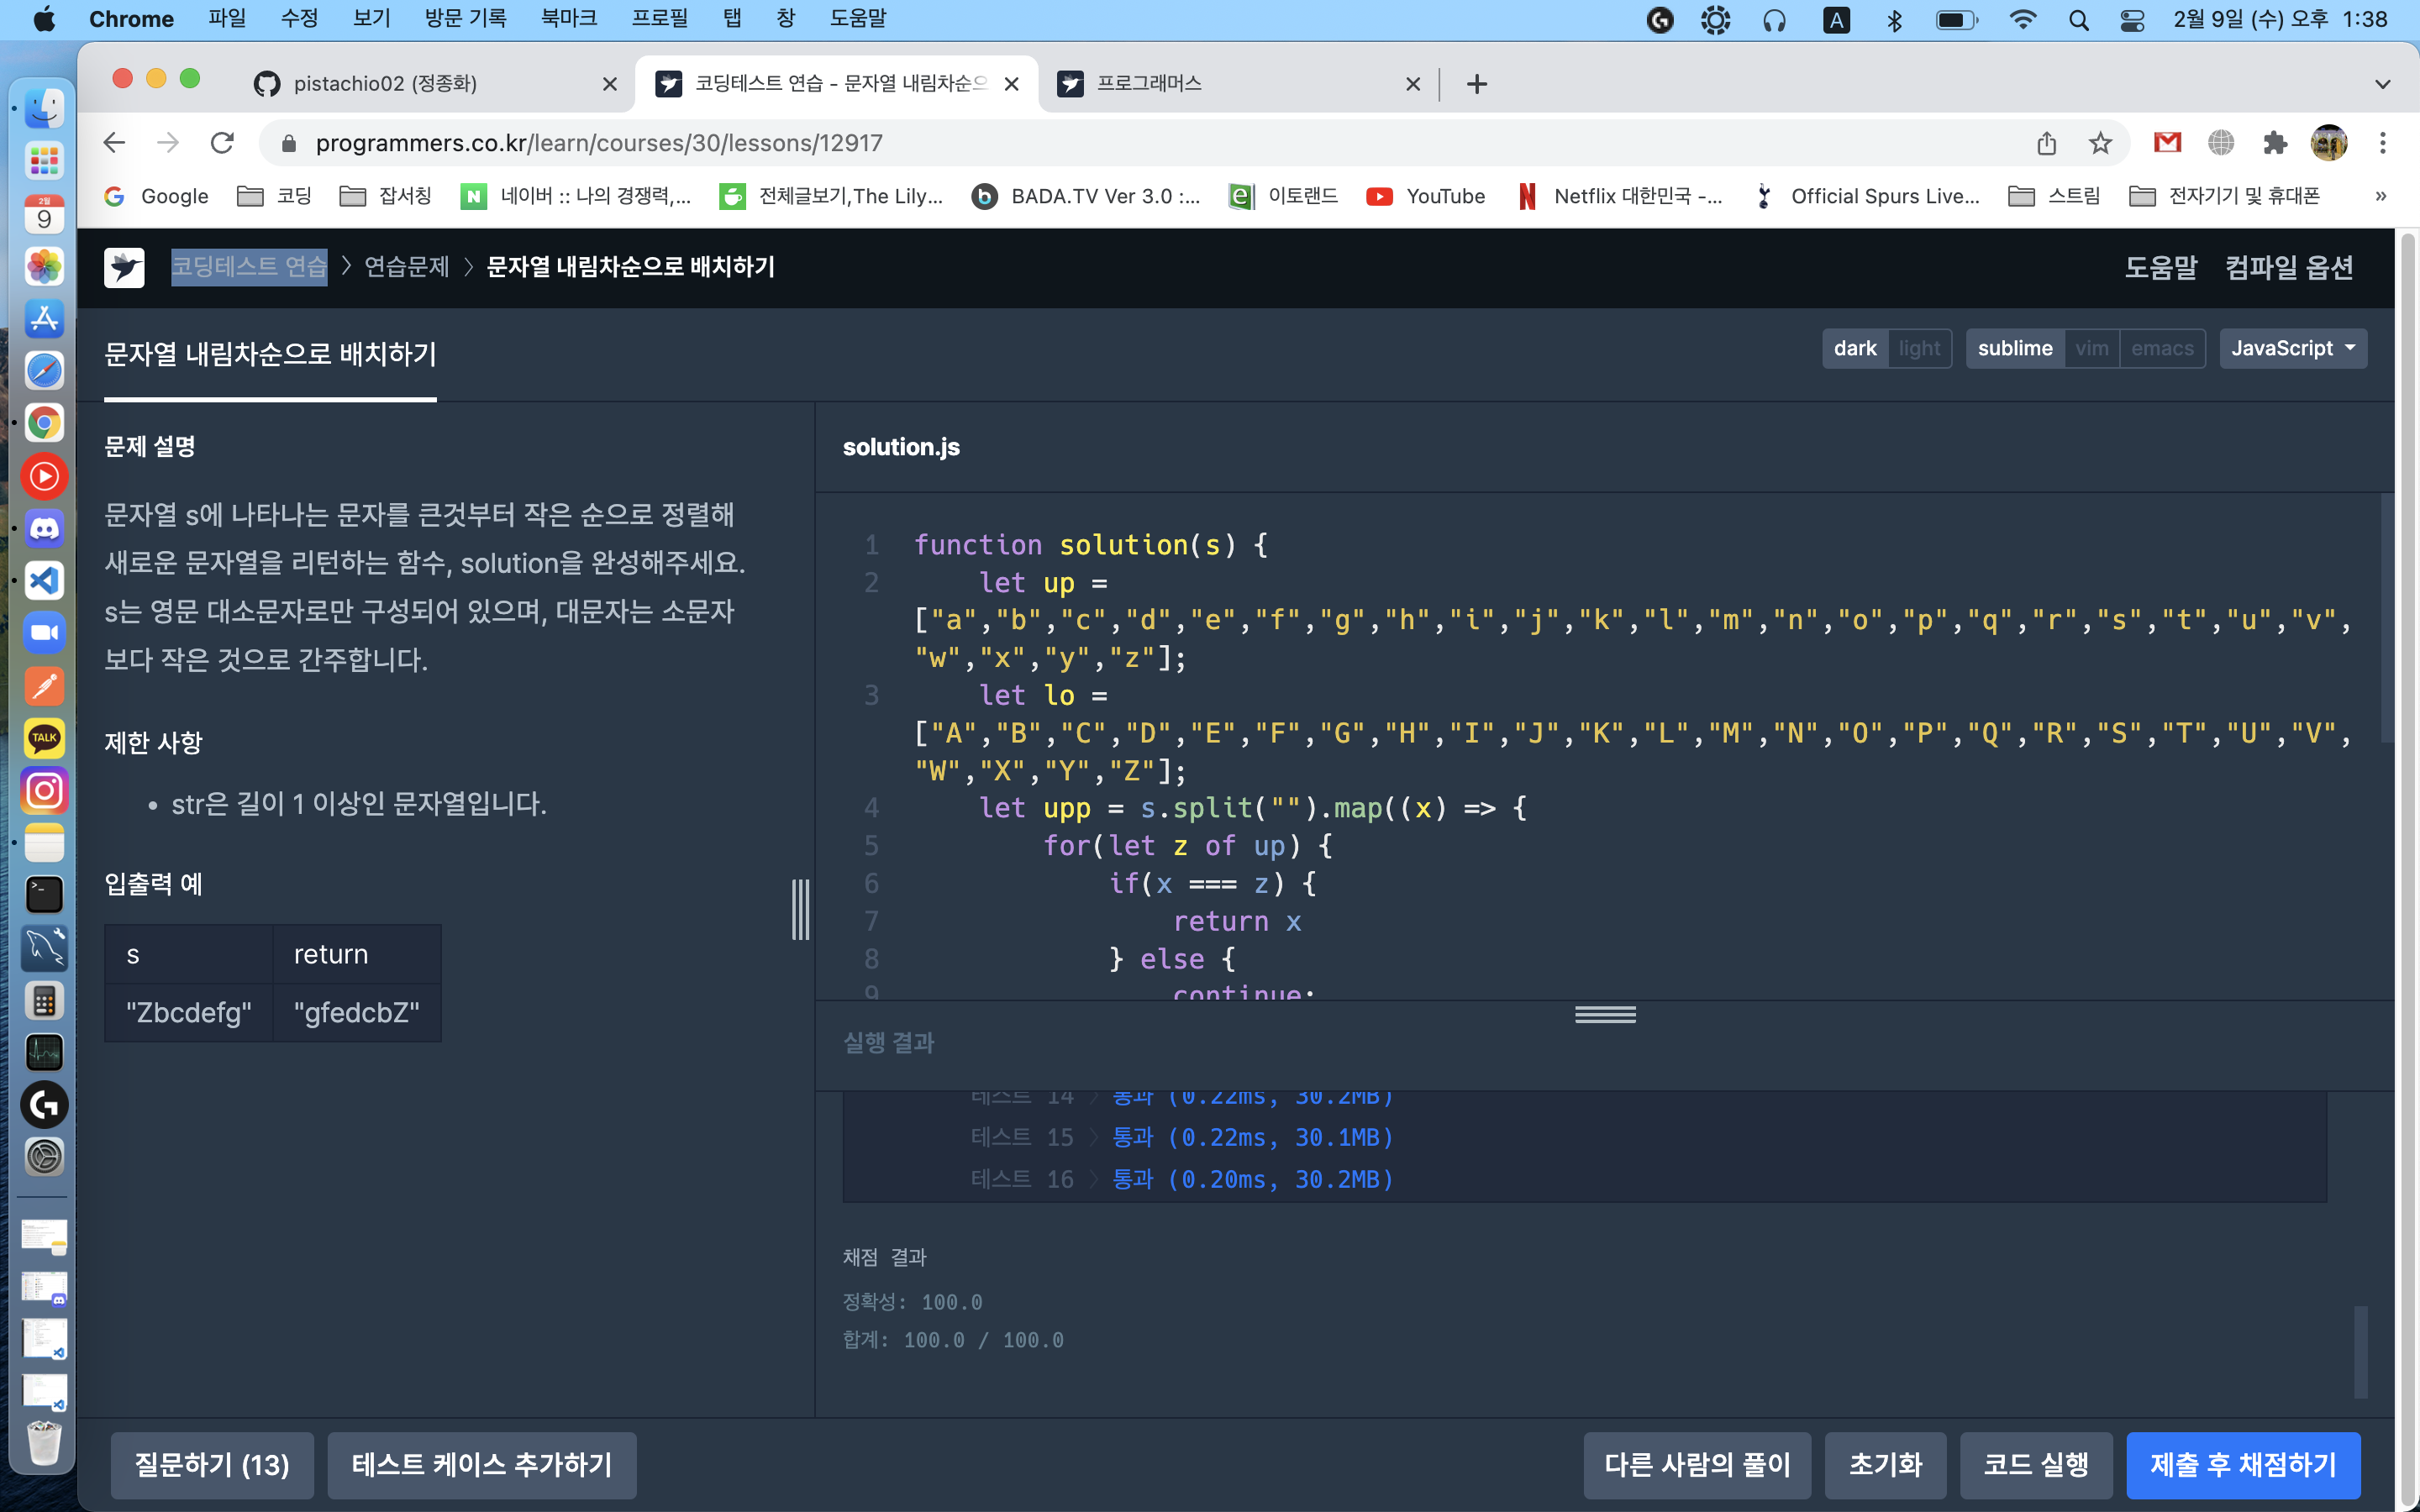 Chrome 파일 수정 보기 방문 기록 북마크 프로필 탭 창 도움말 A 2월 9일 (수) 오후 1:38
pistachio02 (정종화) 코딩테스트 연습 - 문자열 내림차순으 프로그래머스
programmers.co.kr/learn/courses/30/lessons/12917
Google 코딩 잡서칭 네이버 :: 나의 경쟁력,... 전체글보기,The Lily... BADA.TV Ver 3.0 :... 이토랜드 YouTube Netflix 대한민국 -... Official Spurs Live... 스트림 전자기기 및 휴대폰 »
코딩테스트 연습 > 연습문제 > 문자열 내림차순으로 배치하기 도움말 컴파일 옵션
문자열 내림차순으로 배치하기
dark light sublime vim emacs JavaScript
문제 설명
문자열 s에 나타나는 문자를 큰것부터 작은 순으로 정렬해
새로운 문자열을 리턴하는 함수, solution을 완성해주세요.
s는 영문 대소문자로만 구성되어 있으며, 대문자는 소문자
보다 작은 것으로 간주합니다.
제한 사항
• str은 길이 1 이상인 문자열입니다.
입출력 예
s return
"Zbcdefg" "gfedcbZ"
solution.js
1 function solution(s) {
2 let up =
["a","b","c","d","e","f","g","h","i","j","k","l","m","n","o","p","q","r","s","t","u","v",
"w","x","y","z"];
3 let lo =
["A","B","C","D","E","F","G","H","I","J","K","L","M","N","O","P","Q","R","S","T","U","V",
"W","X","Y","Z"];
4 let upp = s.split("").map((x) => {
5 for(let z of up) {
6 if(x === z) {
7 return x
8 } else {
9 continue;
실행 결과
테스트 14 > 통과 (0.22ms, 30.2MB)
테스트 15 > 통과 (0.22ms, 30.1MB)
테스트 16 > 통과 (0.20ms, 30.2MB)
채점 결과
정확성: 100.0
합계: 100.0 / 100.0
질문하기 (13) 테스트 케이스 추가하기 다른 사람의 풀이 초기화 코드 실행 제출 후 채점하기
2월
9
TALK